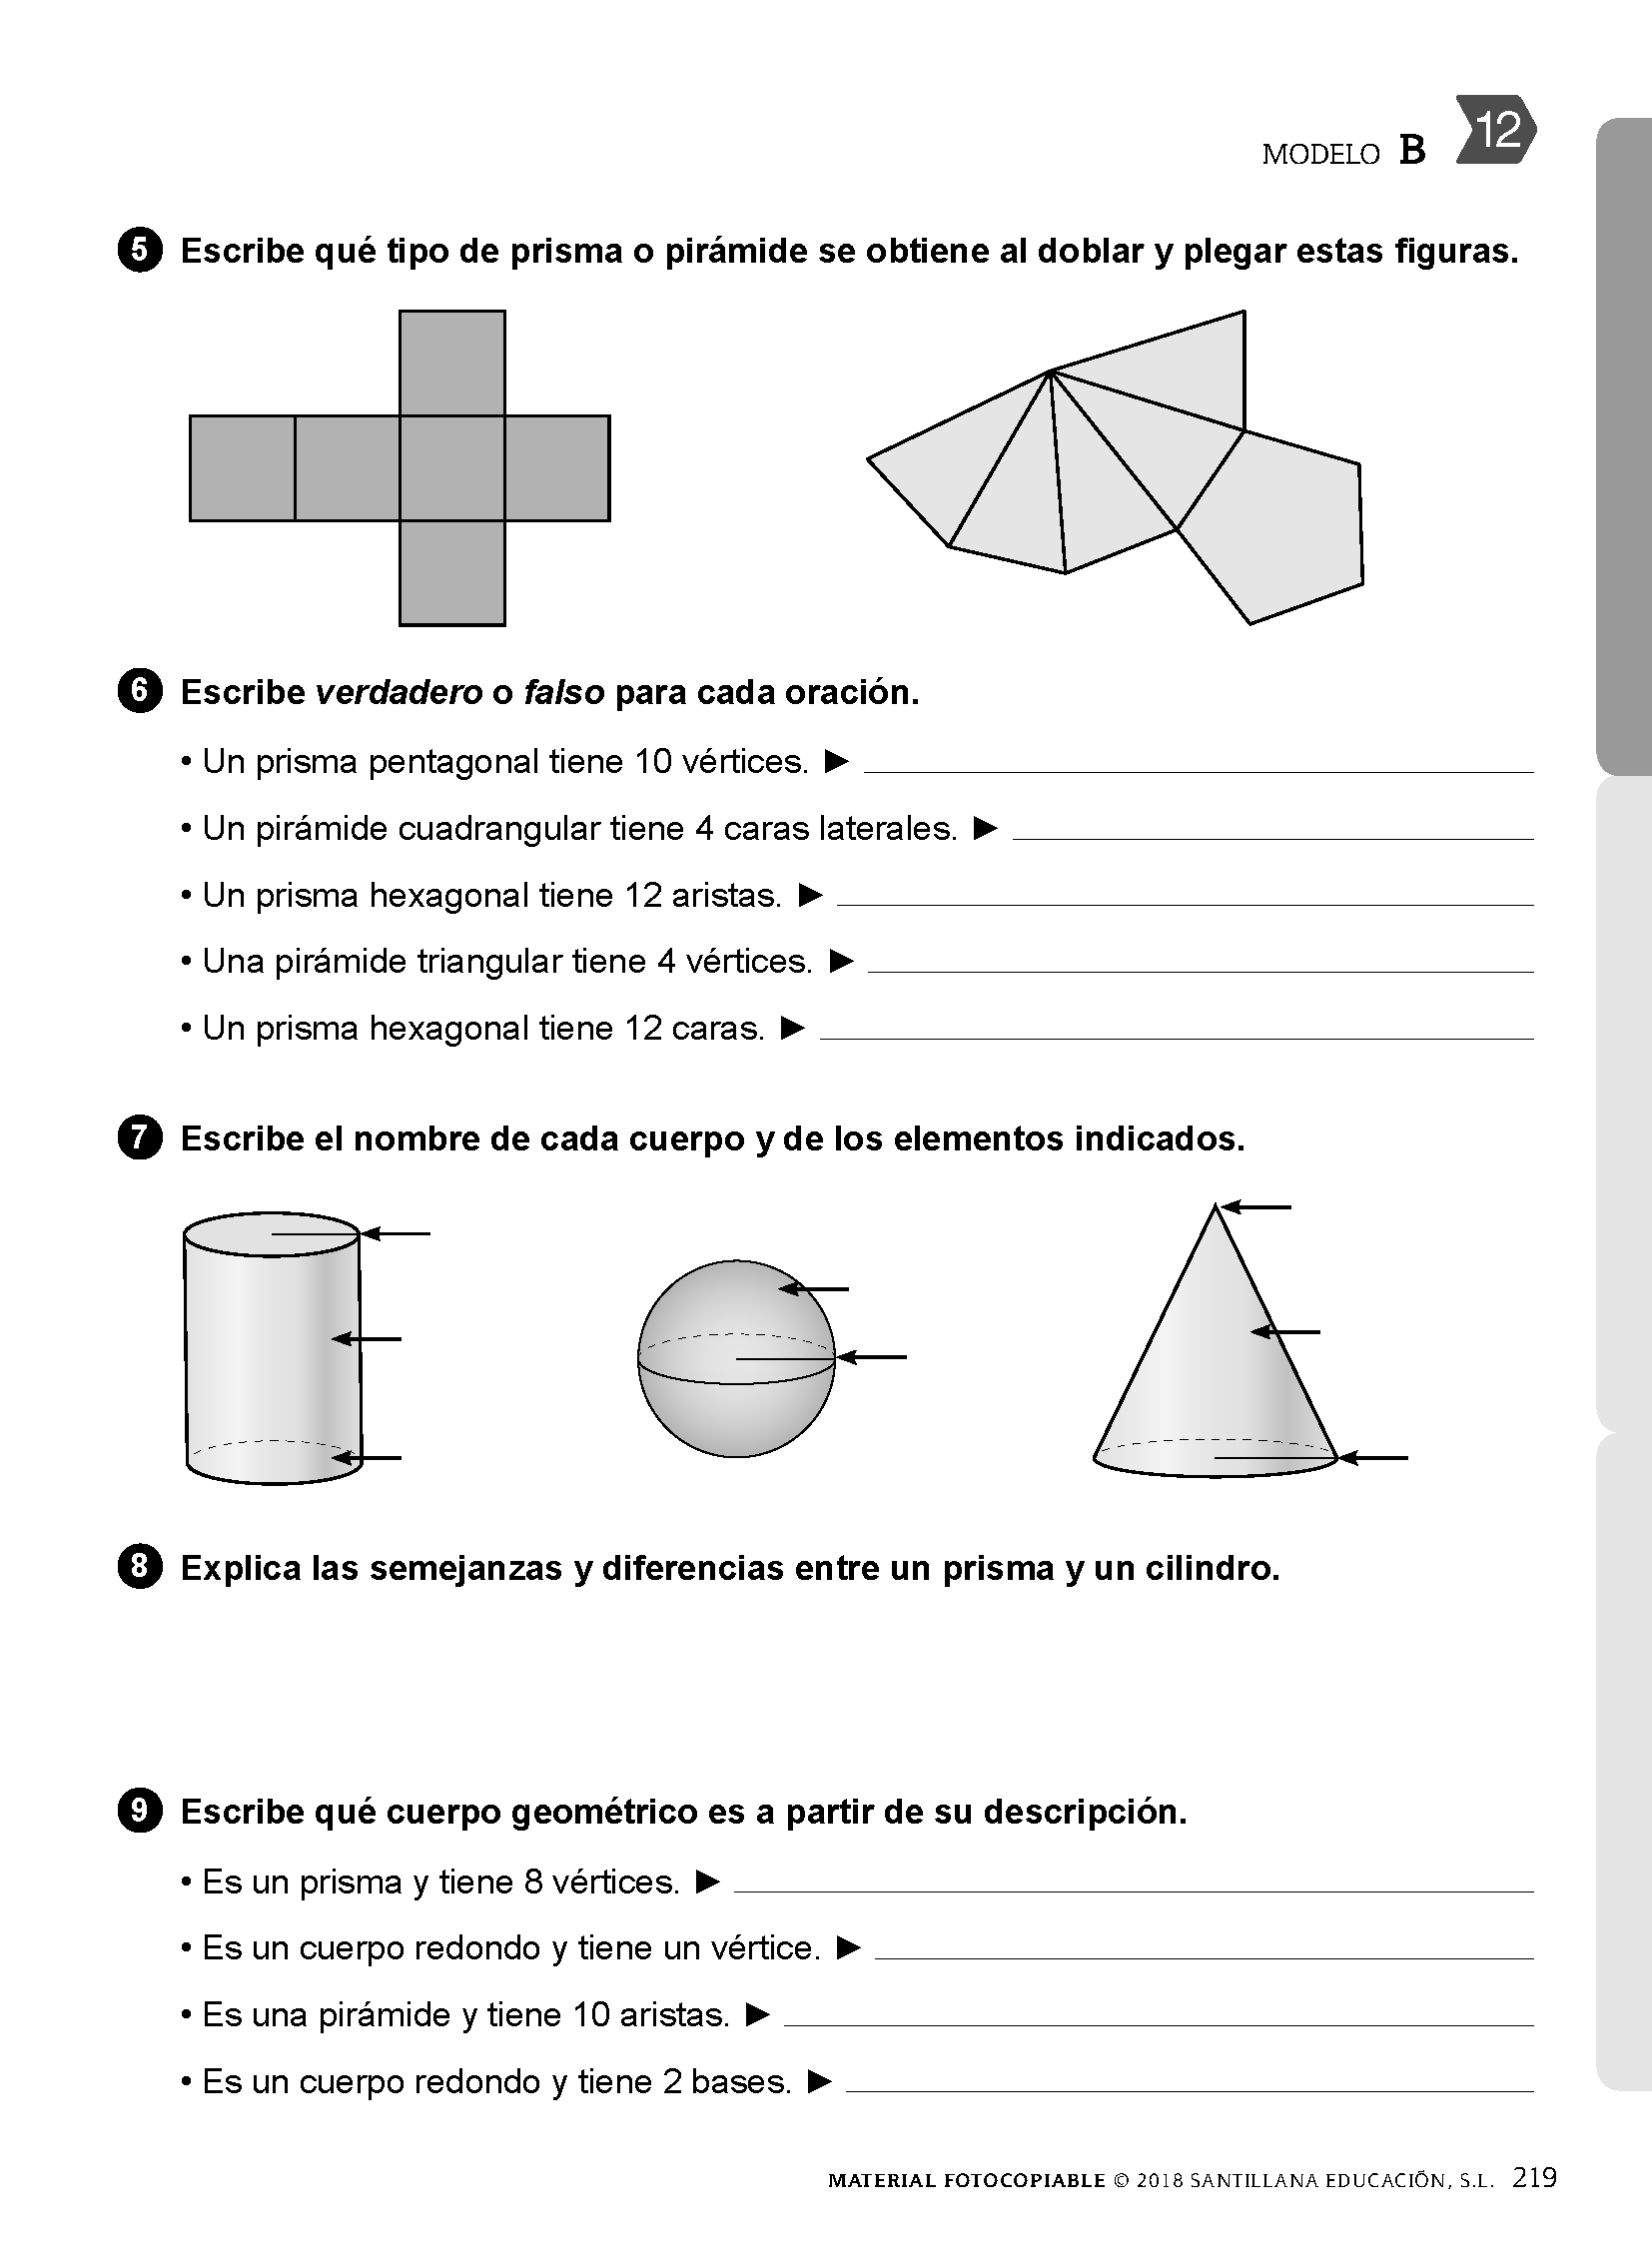 MODELO B 12
5 Escribe qué tipo de prisma o pirámide se obtiene al doblar y plegar estas figuras.
6 Escribe verdadero o falso para cada oración.
• Un prisma pentagonal tiene 10 vértices. ►
• Un pirámide cuadrangular tiene 4 caras laterales. ►
• Un prisma hexagonal tiene 12 aristas. ►
• Una pirámide triangular tiene 4 vértices. ►
• Un prisma hexagonal tiene 12 caras. ►
7 Escribe el nombre de cada cuerpo y de los elementos indicados.
8 Explica las semejanzas y diferencias entre un prisma y un cilindro.
9 Escribe qué cuerpo geométrico es a partir de su descripción.
• Es un prisma y tiene 8 vértices. ►
• Es un cuerpo redondo y tiene un vértice. ►
• Es una pirámide y tiene 10 aristas. ►
• Es un cuerpo redondo y tiene 2 bases. ►
MATERIAL FOTOCOPIABLE © 2018 SANTILLANA EDUCACIÓN, S.L. 219